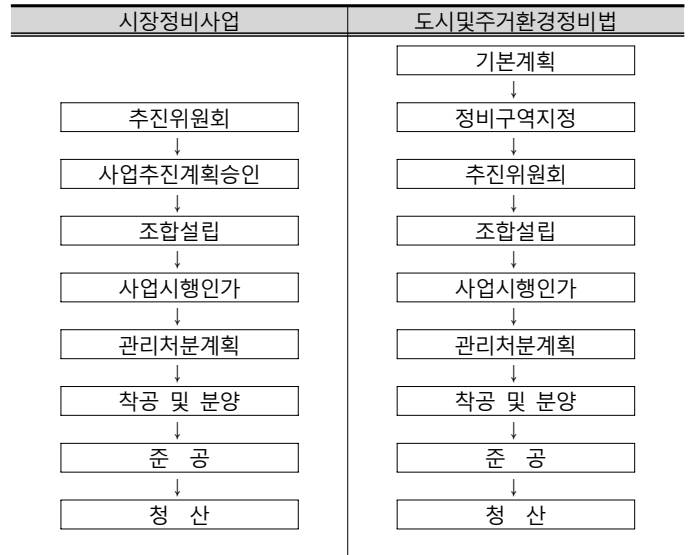 시장정비사업 도시및주거환경정비법
기본계획
↓
추진위원회 정비구역지정
↓ ↓
사업추진계획승인 추진위원회
↓ ↓
조합설립 조합설립
↓ ↓
사업시행인가 사업시행인가
↓ ↓
관리처분계획 관리처분계획
↓ ↓
착공 및 분양 착공 및 분양
↓ ↓
준 공 준 공
↓ ↓
청 산 청 산